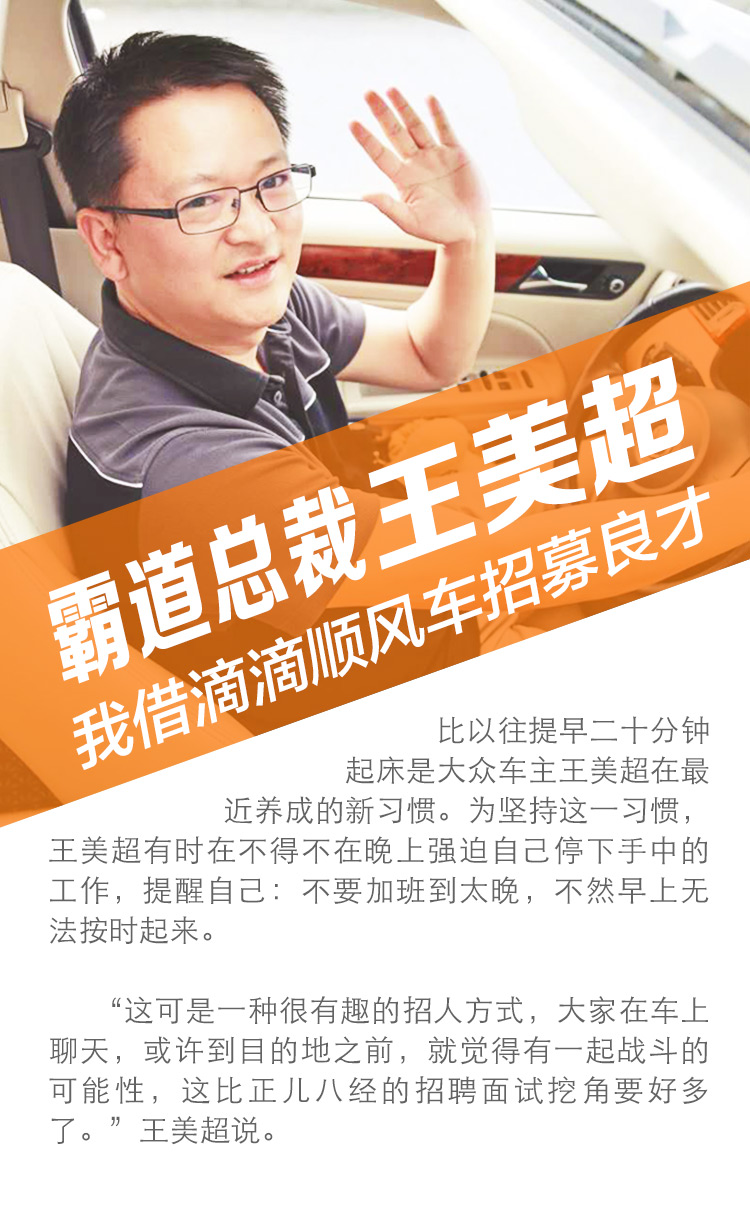 霸道总裁王美超
我借滴滴顺风车招募良才
比以往提早二十分钟
起床是大众车主王美超在最
近养成的新习惯。为坚持这一习惯，
王美超有时在不得不在晚上强迫自己停下手中的
工作，提醒自己：不要加班到太晚，不然早上无
法按时起来。
“这可是一种很有趣的招人方式，大家在车上
聊天，或许到目的地之前，就觉得有一起战斗的
可能性，这比正儿八经的招聘面试挖角要好多
了。”王美超说。